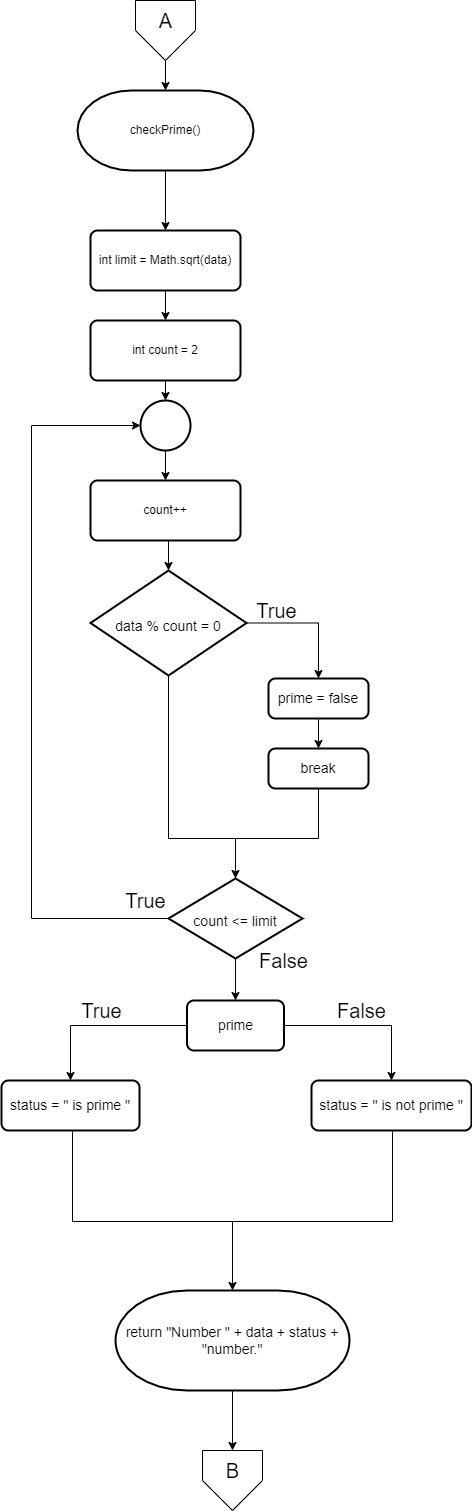 A
checkPrime()
int limit = Math.sqrt(data)
int count = 2
count++
data % count = 0
True
prime = false
break
True
count <= limit
False
True
prime
False
status = " is prime "
status = " is not prime "
return "Number " + data + status +
"number."
B